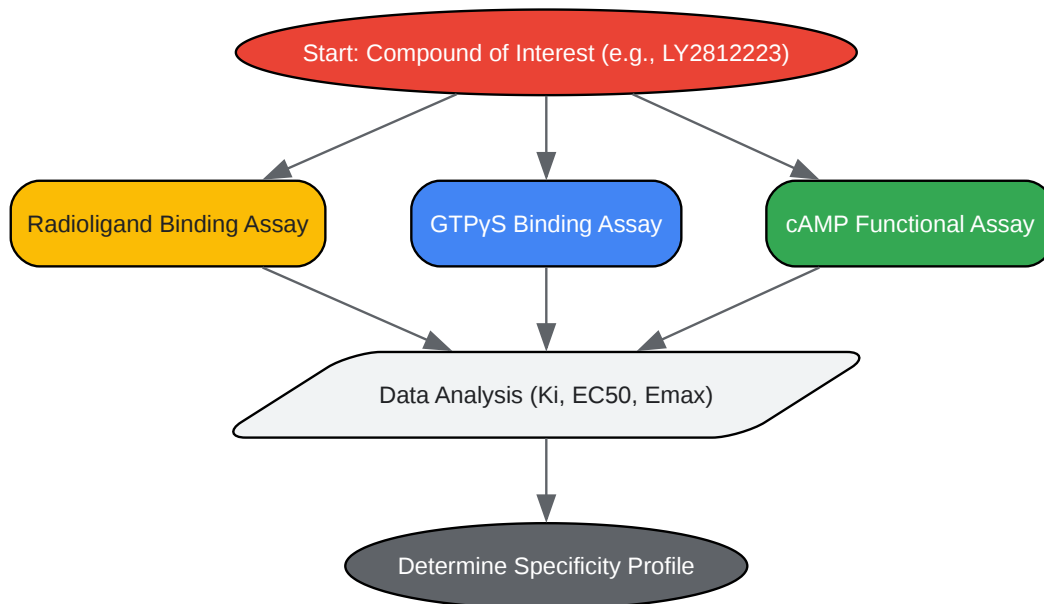 Start: Compound of Interest (e.g., LY2812223)
Radioligand Binding Assay
GTPγS Binding Assay
cAMP Functional Assay
Data Analysis (Ki, EC50, Emax)
Determine Specificity Profile